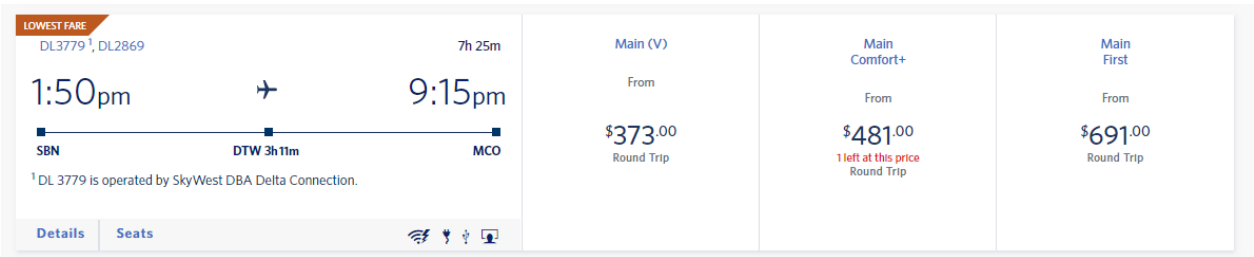 LOWEST FARE
DL3779 ¹, DL2869
7h 25m
1:50pm
9:15pm
SBN
DTW 3h 11m
MCO
¹ DL 3779 is operated by SkyWest DBA Delta Connection.
Details
Seats
Main (V)
From
$373.00
Round Trip
Main
Comfort+
From
$481.00
1 left at this price
Round Trip
Main
First
From
$691.00
Round Trip